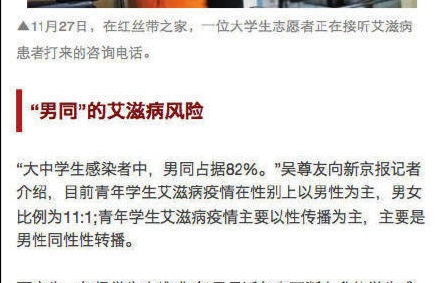 ▲11月27日，在红丝带之家，一位大学生志愿者正在接听艾滋病
患者打来的咨询电话。
“男同”的艾滋病风险
“大中学生感染者中，男同占据82%。”吴尊友向新京报记者
介绍，目前青年学生艾滋病疫情在性别上以男性为主，男女
比例为11:1;青年学生艾滋病疫情主要以性传播为主，主要是
男性同性性转播。